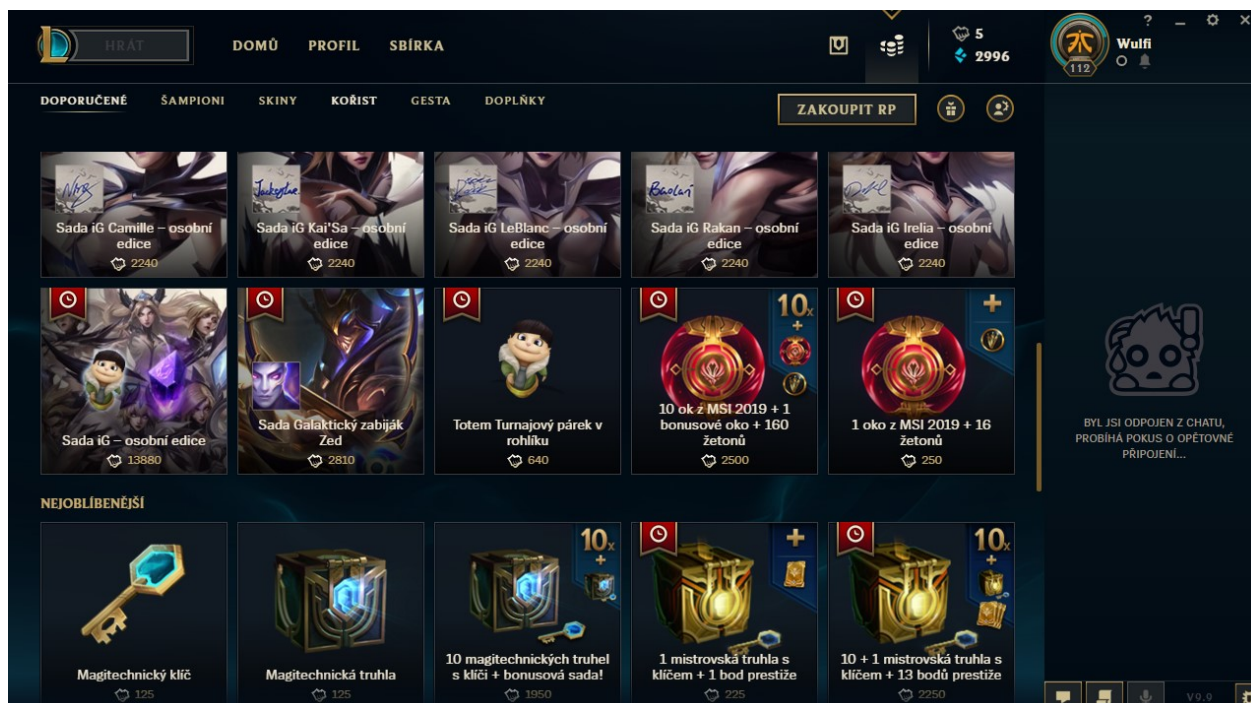 HRÁT
DOMŮ PROFIL SBÍRKA
5
2996
?
Wulfi
112
DOPORUČENÉ ŠAMPIONI SKINY KOŘIST GESTA DOPLŇKY
ZAKOUPIT RP
Sada iG Camille – osobní
edice
2240
Jackeylove
Sada iG Kai'Sa – osobní
edice
2240
Sada iG LeBlanc – osobní
edice
2240
Baolan
Sada iG Rakan – osobní
edice
2240
Sada iG Irelia – osobní
edice
2240
Sada iG – osobní edice
13880
Sada Galaktický zabiják
Zed
2810
Totem Turnajový párek v
rohlíku
640
10x
+
10 ok z MSI 2019 + 1
bonusové oko + 160
žetonů
2500
+
1 oko z MSI 2019 + 16
žetonů
250
BYL JSI ODPOJEN Z CHATU,
PROBÍHÁ POKUS O OPĚTOVNÉ
PŘIPOJENÍ...
NEJOBLÍBENĚJŠÍ
Magitechnický klíč
125
Magitechnická truhla
125
10x
+
10 magitechnických truhel
s klíči + bonusová sada!
1950
+
1 mistrovská truhla s
klíčem + 1 bod prestiže
225
10x
+
10 + 1 mistrovská truhla s
klíčem + 13 bodů prestiže
2250
V9.9